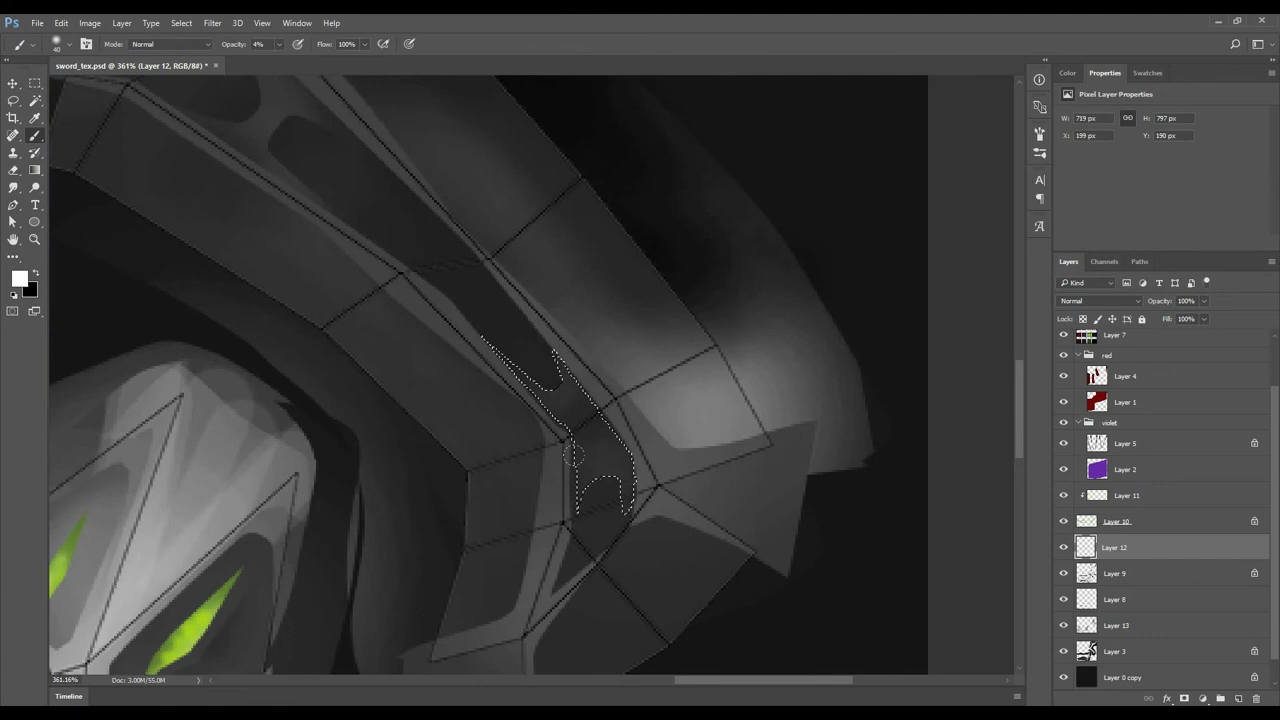 Ps File Edit Image Layer Type Select Filter 3D View Window Help
40 Mode: Normal Opacity: 4% Flow: 100%
sword_tex.psd @ 361% (Layer 12, RGB/8#) *
Color Properties Swatches
Pixel Layer Properties
W: 719 px H: 797 px
X: 199 px Y: 190 px
Layers Channels Paths
Kind
Normal Opacity: 100%
Lock: Fill: 100%
Layer 7
red
Layer 4
Layer 1
violet
Layer 5
Layer 2
Layer 11
Layer 10
Layer 12
Layer 9
Layer 8
Layer 13
Layer 3
Layer 0 copy
361.16% Doc: 3.00M/55.0M
Timeline